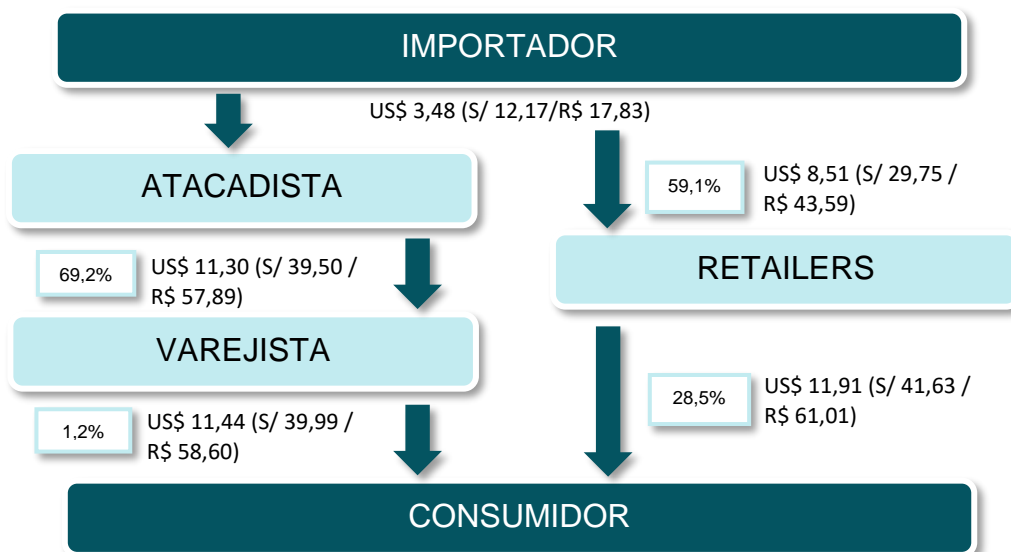 IMPORTADOR
US$ 3,48 (S/ 12,17/R$ 17,83)
ATACADISTA
59,1%
US$ 8,51 (S/ 29,75 /
R$ 43,59)
69,2%
US$ 11,30 (S/ 39,50 /
R$ 57,89)
RETAILERS
VAREJISTA
1,2%
US$ 11,44 (S/ 39,99 /
R$ 58,60)
28,5%
US$ 11,91 (S/ 41,63 /
R$ 61,01)
CONSUMIDOR